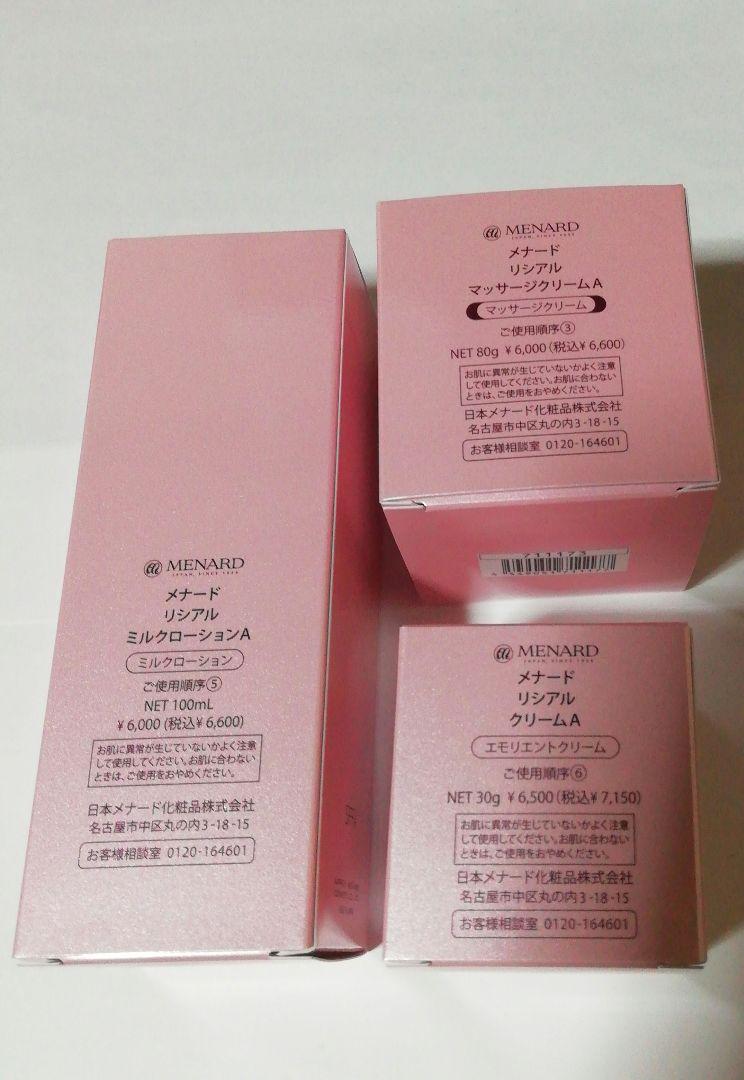 MENARD
JAPAN, SINCE 1959
メナード
リシアル
ミルクローションA
ミルクローション
ご使用順序⑤
NET 100mL
¥6,000(税込¥6,600)
お肌に異常が生じていないかよく注意
して使用してください。お肌に合わない
ときは、ご使用をおやめください。
日本メナード化粧品株式会社
名古屋市中区丸の内3-18-15
お客様相談室 0120-164601
MENARD
JAPAN, SINCE 1959
メナード
リシアル
マッサージクリームA
マッサージクリーム
ご使用順序③
NET 80g ¥6,000(税込¥6,600)
お肌に異常が生じていないかよく注意
して使用してください。お肌に合わない
ときは、ご使用をおやめください。
日本メナード化粧品株式会社
名古屋市中区丸の内3-18-15
お客様相談室 0120-164601
711473
MENARD
JAPAN, SINCE 1959
メナード
リシアル
クリームA
エモリエントクリーム
ご使用順序⑥
NET 30g ¥6,500(税込¥7,150)
お肌に異常が生じていないかよく注意
して使用してください。お肌に合わない
ときは、ご使用をおやめください。
日本メナード化粧品株式会社
名古屋市中区丸の内3-18-15
お客様相談室 0120-164601